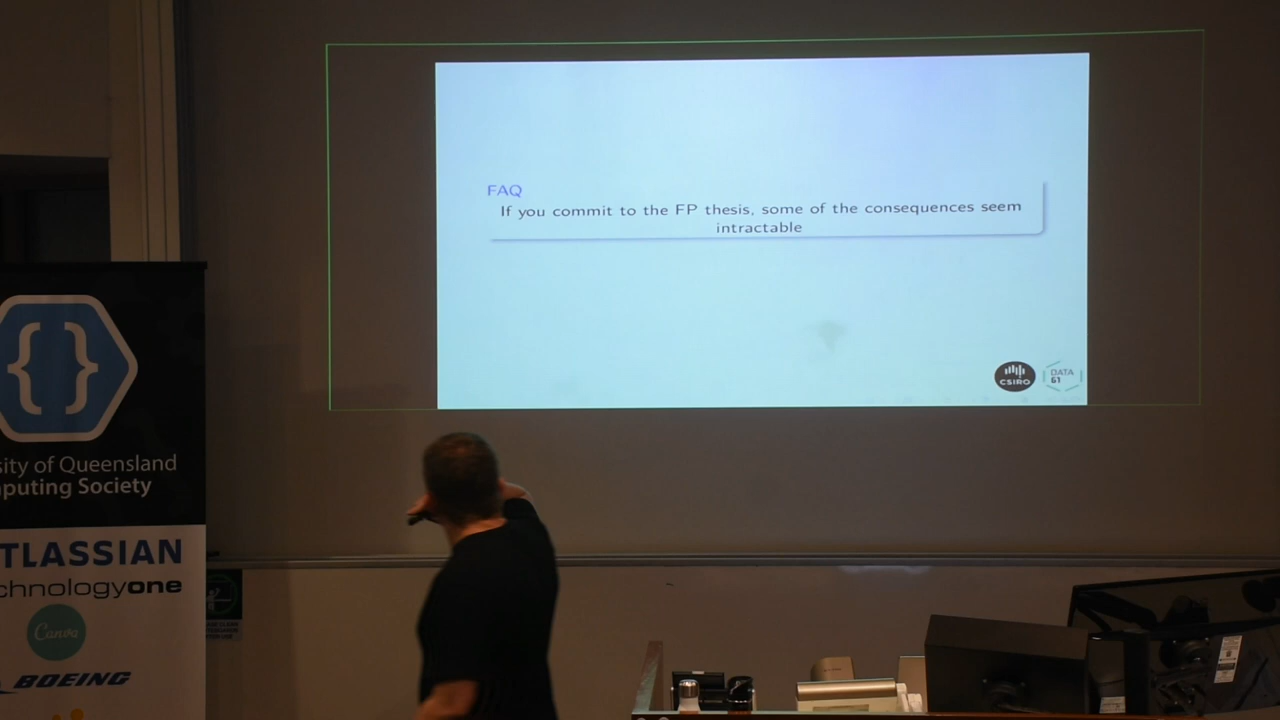 FAQ
If you commit to the FP thesis, some of the consequences seem
intractable
CSIRO
DATA
61
sity of Queensland
puting Society
TLASSIAN
chnologyone
Canva
BOEING